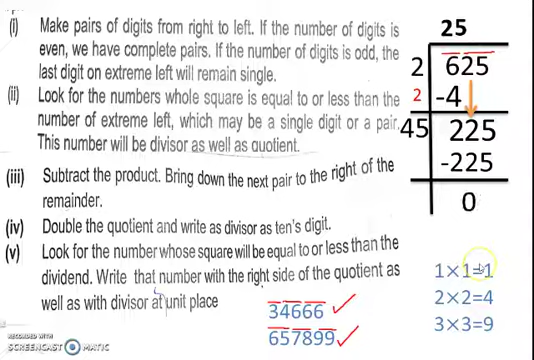 (i) Make pairs of digits from right to left. If the number of digits is
even, we have complete pairs. If the number of digits is odd, the
last digit on extreme left will remain single.
(ii) Look for the numbers whole square is equal to or less than the
number of extreme left, which may be a single digit or a pair.
This number will be divisor as well as quotient.
(iii) Subtract the product. Bring down the next pair to the right of the
remainder.
(iv) Double the quotient and write as divisor as ten's digit.
(v) Look for the number whose square will be equal to or less than the
dividend. Write that number with the right side of the quotient as
well as with divisor at unit place
34666
657899
25
2 625
2 -4
45 225
-225
0
1×1=1
2×2=4
3×3=9
RECORDED WITH
SCREENCAST MATIC